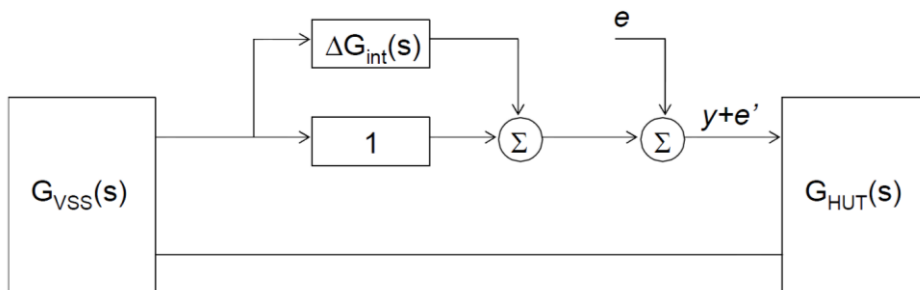 e
ΔG_int(s)
y+e’
1
Σ
Σ
G_VSS(s)
G_HUT(s)